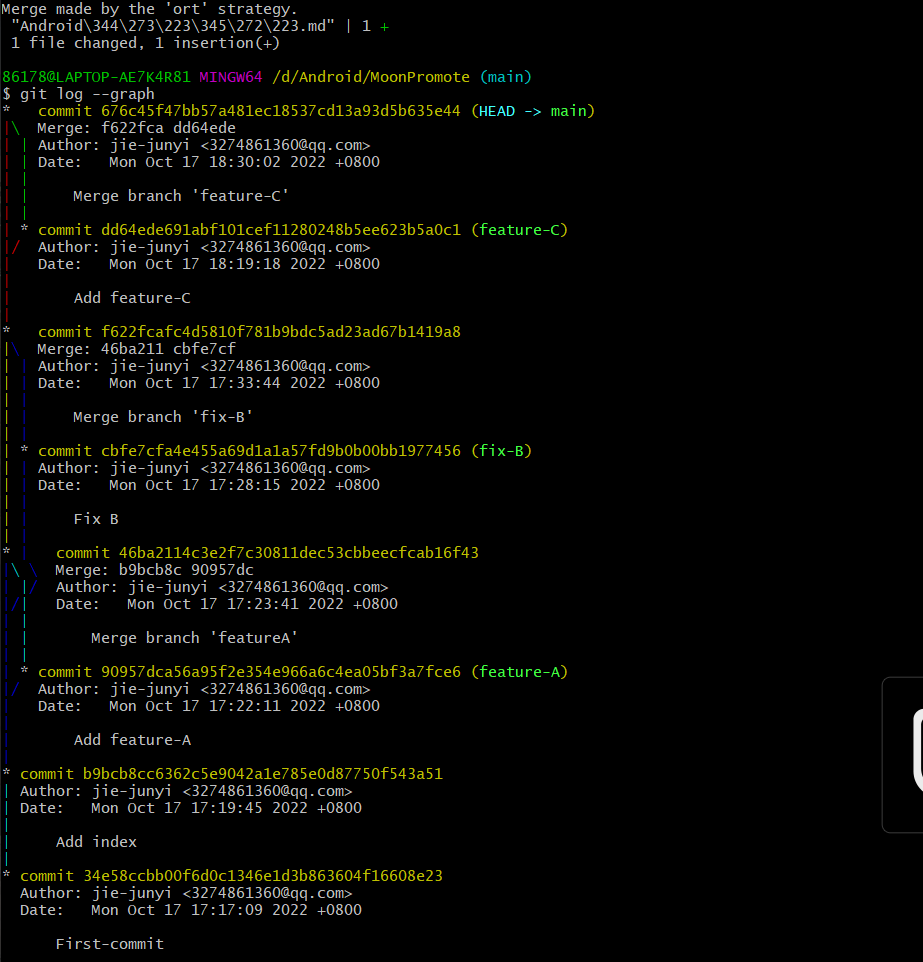 Merge made by the 'ort' strategy.
 "Android\344\273\223\345\272\223.md" | 1 +
 1 file changed, 1 insertion(+)
86178@LAPTOP-AE7K4R81 MINGW64 /d/Android/MoonPromote (main)
$ git log --graph
*   commit 676c45f47bb57a481ec18537cd13a93d5b635e44 (HEAD -> main)
|\  Merge: f622fca dd64ede
| | Author: jie-junyi <3274861360@qq.com>
| | Date:   Mon Oct 17 18:30:02 2022 +0800
| |
| |     Merge branch 'feature-C'
| |
| * commit dd64ede691abf101cef11280248b5ee623b5a0c1 (feature-C)
|/  Author: jie-junyi <3274861360@qq.com>
|   Date:   Mon Oct 17 18:19:18 2022 +0800
|
|       Add feature-C
|
*   commit f622fcafc4d5810f781b9bdc5ad23ad67b1419a8
|\  Merge: 46ba211 cbfe7cf
| | Author: jie-junyi <3274861360@qq.com>
| | Date:   Mon Oct 17 17:33:44 2022 +0800
| |
| |     Merge branch 'fix-B'
| |
| * commit cbfe7cfa4e455a69d1a1a57fd9b0b00bb1977456 (fix-B)
| | Author: jie-junyi <3274861360@qq.com>
| | Date:   Mon Oct 17 17:28:15 2022 +0800
| |
| |     Fix B
| |
* |   commit 46ba2114c3e2f7c30811dec53cbbeecfcab16f43
|\ \  Merge: b9bcb8c 90957dc
| |/  Author: jie-junyi <3274861360@qq.com>
|/|   Date:   Mon Oct 17 17:23:41 2022 +0800
| |
| |       Merge branch 'featureA'
| |
| * commit 90957dca56a95f2e354e966a6c4ea05bf3a7fce6 (feature-A)
|/  Author: jie-junyi <3274861360@qq.com>
|   Date:   Mon Oct 17 17:22:11 2022 +0800
|
|       Add feature-A
|
* commit b9bcb8cc6362c5e9042a1e785e0d87750f543a51
| Author: jie-junyi <3274861360@qq.com>
| Date:   Mon Oct 17 17:19:45 2022 +0800
|
|     Add index
|
* commit 34e58ccbb00f6d0c1346e1d3b863604f16608e23
  Author: jie-junyi <3274861360@qq.com>
  Date:   Mon Oct 17 17:17:09 2022 +0800

      First-commit